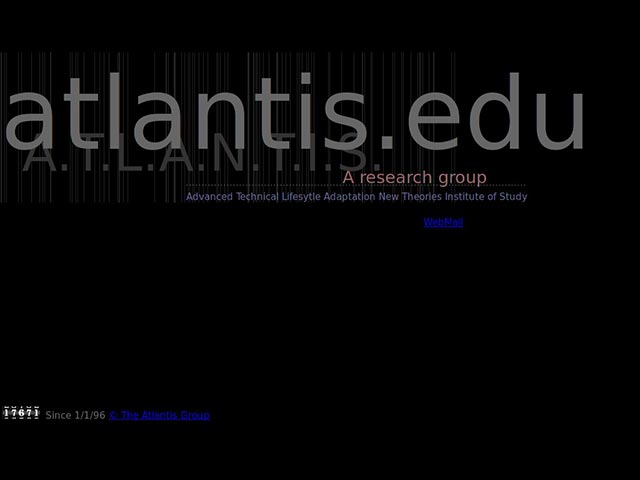 atlantis.edu
A.T.L.A.N.T.I.S.
A research group
Advanced Technical Lifesytle Adaptation New Theories Institute of Study
WebMail
17671 Since 1/1/96 © The Atlantis Group